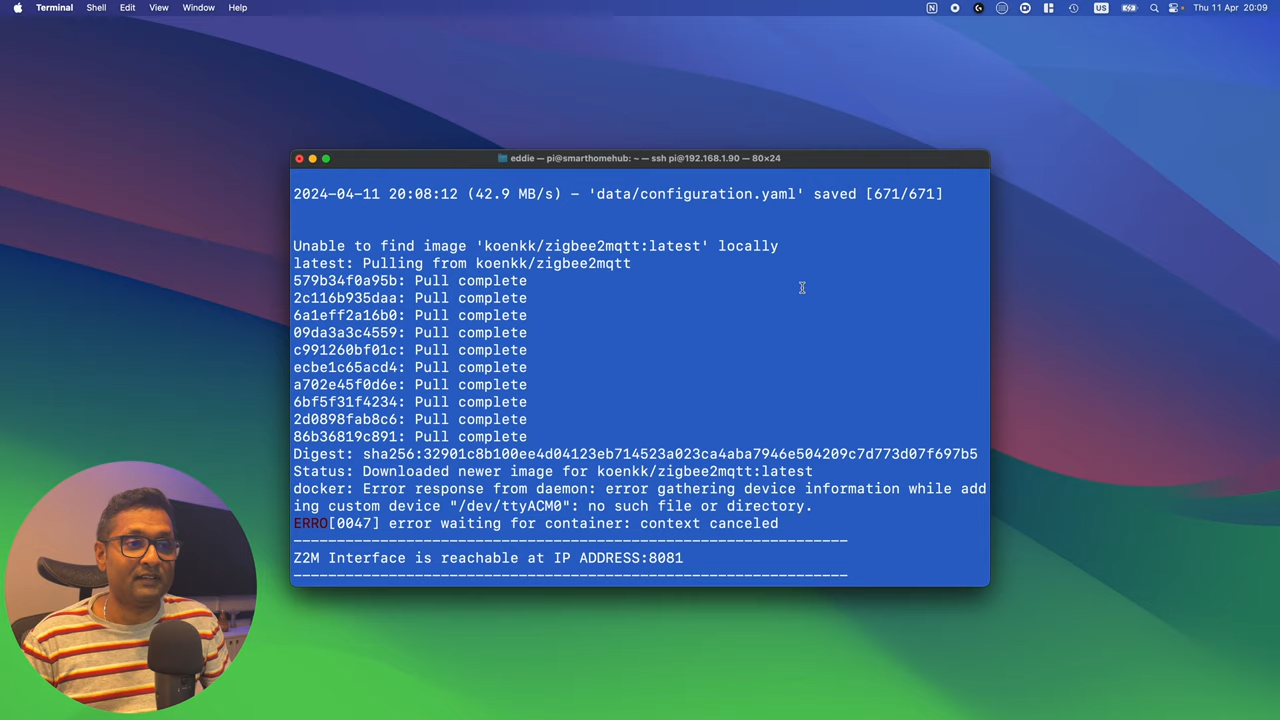 Terminal Shell Edit View Window Help
US
Thu 11 Apr 20:09
eddie — pi@smarthomehub: ~ — ssh pi@192.168.1.90 — 80×24
2024-04-11 20:08:12 (42.9 MB/s) - 'data/configuration.yaml' saved [671/671]
Unable to find image 'koenkk/zigbee2mqtt:latest' locally
latest: Pulling from koenkk/zigbee2mqtt
579b34f0a95b: Pull complete
2c116b935daa: Pull complete
6a1eff2a16b0: Pull complete
09da3a3c4559: Pull complete
c991260bf01c: Pull complete
ecbe1c65acd4: Pull complete
a702e45f0d6e: Pull complete
6bf5f31f4234: Pull complete
2d0898fab8c6: Pull complete
86b36819c891: Pull complete
Digest: sha256:32901c8b100ee4d04123eb714523a023ca4aba7946e504209c7d773d07f697b5
Status: Downloaded newer image for koenkk/zigbee2mqtt:latest
docker: Error response from daemon: error gathering device information while add
ing custom device "/dev/ttyACM0": no such file or directory.
ERRO[0047] error waiting for container: context canceled
----------------------------------------------------------------
Z2M Interface is reachable at IP ADDRESS:8081
----------------------------------------------------------------